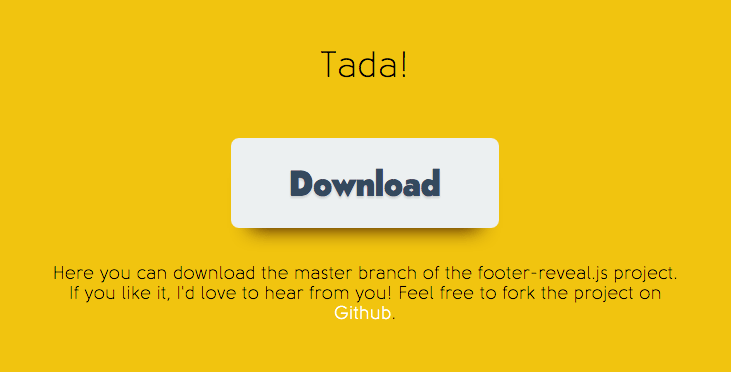 Tada!
Download
Here you can download the master branch of the footer-reveal.js project.
If you like it, I'd love to hear from you! Feel free to fork the project on
Github.